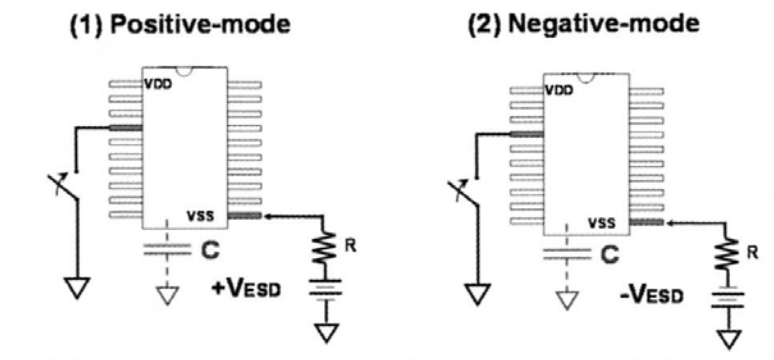 (1) Positive-mode
VDD
VSS
C
R
+VESD
(2) Negative-mode
VDD
VSS
C
R
-VESD